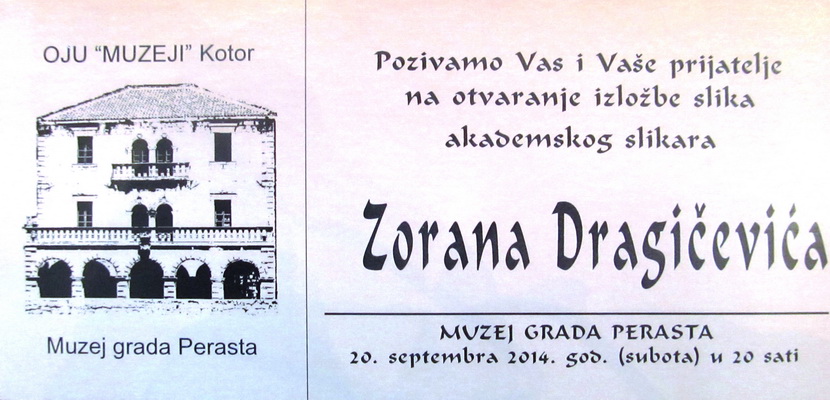 OJU “MUZEJI” Kotor
Muzej grada Perasta
Pozivamo Vas i Vaše prijatelje
na otvaranje izložbe slika
akademskog slikara
Zorana Dragičevića
MUZEJ GRADA PERASTA
20. septembra 2014. god. (subota) u 20 sati